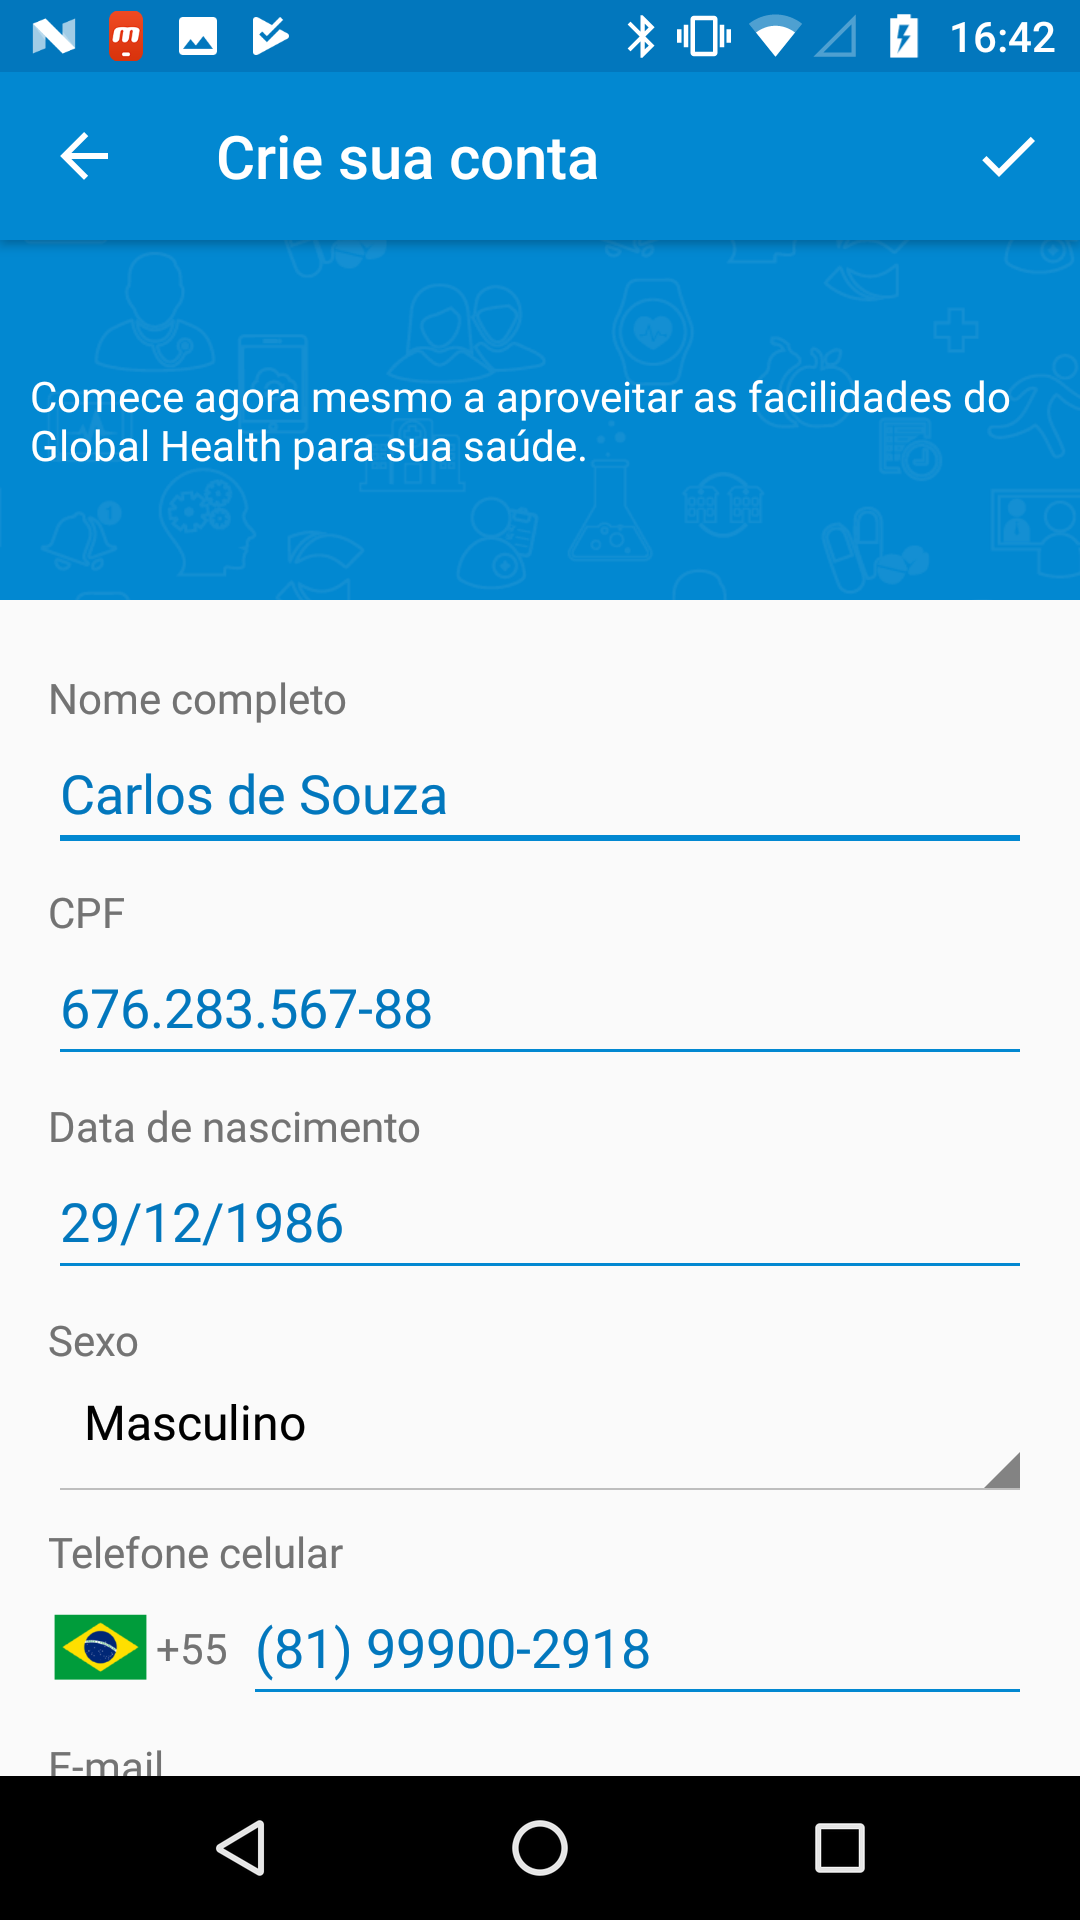 16:42
Crie sua conta
Comece agora mesmo a aproveitar as facilidades do
Global Health para sua saúde.
Nome completo
Carlos de Souza
CPF
676.283.567-88
Data de nascimento
29/12/1986
Sexo
Masculino
Telefone celular
+55 (81) 99900-2918
E-mail